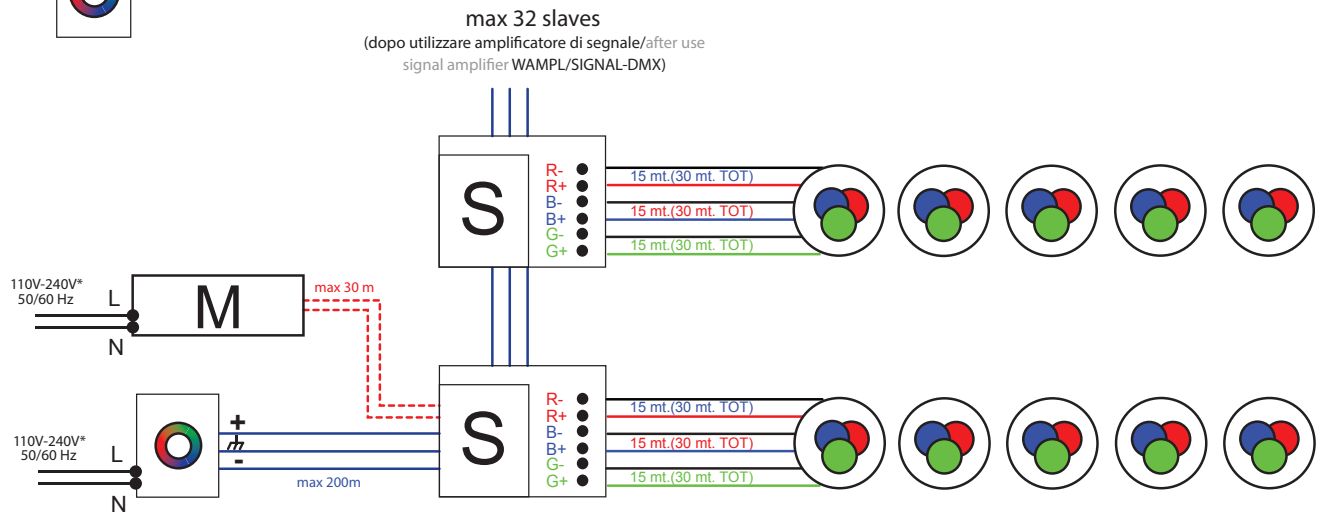 max 32 slaves
(dopo utilizzare amplificatore di segnale/after use
signal amplifier WAMPL/SIGNAL-DMX)
S
R-
R+
B-
B+
G-
G+
15 mt.(30 mt. TOT)
15 mt.(30 mt. TOT)
15 mt.(30 mt. TOT)
110V-240V*
50/60 Hz
L
N
M
max 30 m
110V-240V*
50/60 Hz
L
N
+
-
max 200m
S
R-
R+
B-
B+
G-
G+
15 mt.(30 mt. TOT)
15 mt.(30 mt. TOT)
15 mt.(30 mt. TOT)